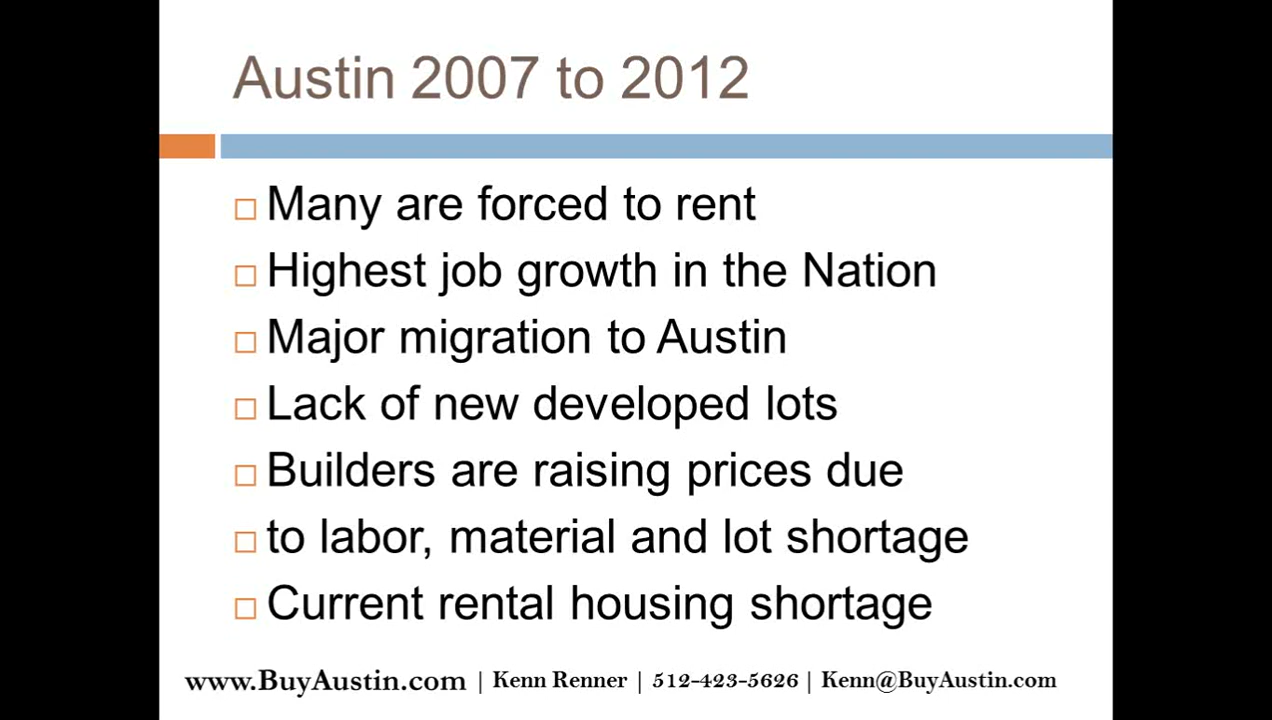 Austin 2007 to 2012
Many are forced to rent
Highest job growth in the Nation
Major migration to Austin
Lack of new developed lots
Builders are raising prices due
to labor, material and lot shortage
Current rental housing shortage
www.BuyAustin.com | Kenn Renner | 512-423-5626 | Kenn@BuyAustin.com